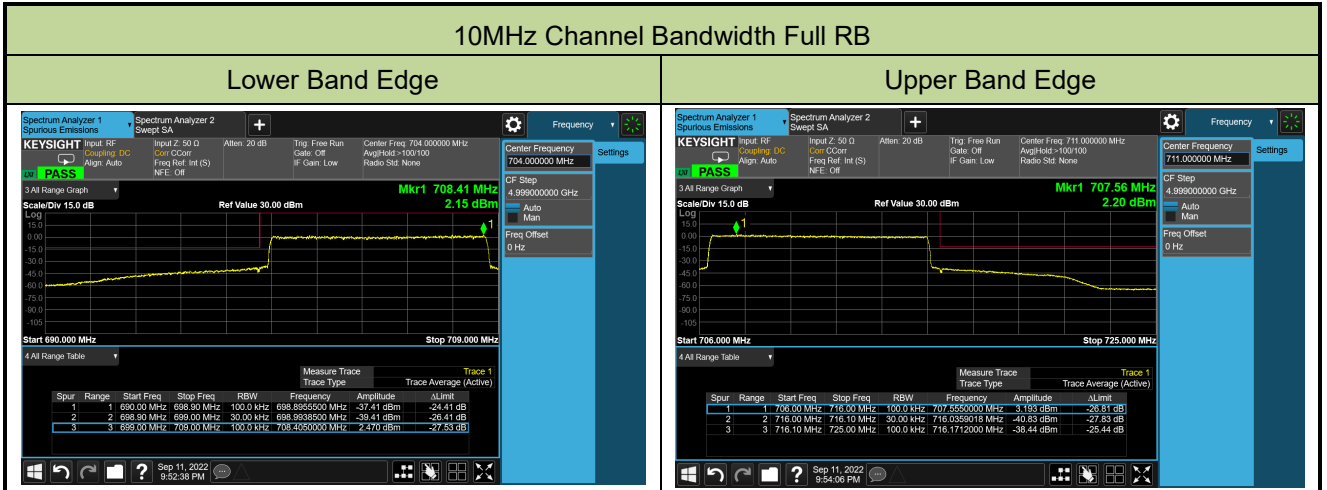 10MHz Channel Bandwidth Full RB
Lower Band Edge
Upper Band Edge
Spectrum Analyzer 1
Spurious Emissions
Spectrum Analyzer 2
Swept SA
+
Frequency
KEYSIGHT
Input: RF
Coupling: DC
Align: Auto
Input Z: 50 Ω
Corr CCorr
Freq Ref: Int (S)
NFE: Off
Atten: 20 dB
Trig: Free Run
Gate: Off
IF Gain: Low
Center Freq: 704.000000 MHz
Avg|Hold:>100/100
Radio Std: None
LXI PASS
Center Frequency
704.000000 MHz
Settings
CF Step
4.999000000 GHz
Auto
Man
Freq Offset
0 Hz
3 All Range Graph
Mkr1 708.41 MHz
Scale/Div 15.0 dB
Ref Value 30.00 dBm
2.15 dBm
Log
15.0
0.00
-15.0
-30.0
-45.0
-60.0
-75.0
-90.0
-105
1
Start 690.000 MHz
Stop 709.000 MHz
4 All Range Table
Measure Trace Trace 1
Trace Type Trace Average (Active)
Spur Range Start Freq Stop Freq RBW Frequency Amplitude ΔLimit
1 1 690.00 MHz 698.90 MHz 100.0 kHz 698.8955500 MHz -37.41 dBm -24.41 dB
2 2 698.90 MHz 699.00 MHz 30.00 kHz 698.9938500 MHz -39.41 dBm -26.41 dB
3 3 699.00 MHz 709.00 MHz 100.0 kHz 708.4050000 MHz 2.470 dBm -27.53 dB
?
Sep 11, 2022
9:52:38 PM
Spectrum Analyzer 1
Spurious Emissions
Spectrum Analyzer 2
Swept SA
+
Frequency
KEYSIGHT
Input: RF
Coupling: DC
Align: Auto
Input Z: 50 Ω
Corr CCorr
Freq Ref: Int (S)
NFE: Off
Atten: 20 dB
Trig: Free Run
Gate: Off
IF Gain: Low
Center Freq: 711.000000 MHz
Avg|Hold:>100/100
Radio Std: None
LXI PASS
Center Frequency
711.000000 MHz
Settings
CF Step
4.999000000 GHz
Auto
Man
Freq Offset
0 Hz
3 All Range Graph
Mkr1 707.56 MHz
Scale/Div 15.0 dB
Ref Value 30.00 dBm
2.20 dBm
Log
15.0
0.00
-15.0
-30.0
-45.0
-60.0
-75.0
-90.0
-105
1
Start 706.000 MHz
Stop 725.000 MHz
4 All Range Table
Measure Trace Trace 1
Trace Type Trace Average (Active)
Spur Range Start Freq Stop Freq RBW Frequency Amplitude ΔLimit
1 1 706.00 MHz 716.00 MHz 100.0 kHz 707.5550000 MHz 3.193 dBm -26.81 dB
2 2 716.00 MHz 716.10 MHz 30.00 kHz 716.0359018 MHz -40.83 dBm -27.83 dB
3 3 716.10 MHz 725.00 MHz 100.0 kHz 716.1712000 MHz -38.44 dBm -25.44 dB
?
Sep 11, 2022
9:54:06 PM